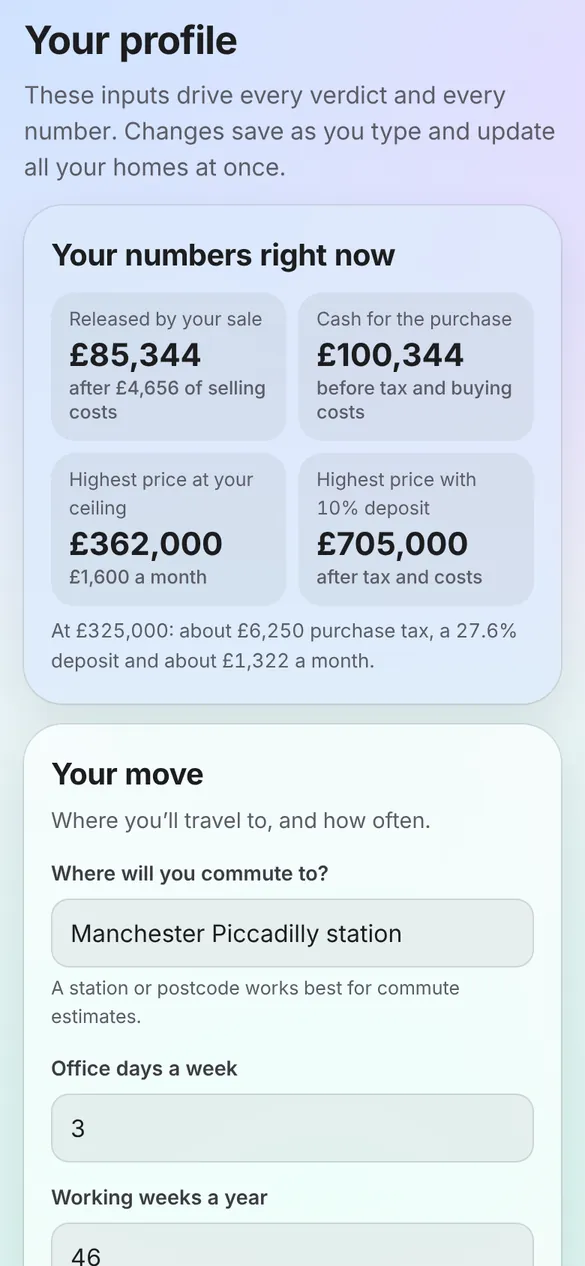 Your profile
These inputs drive every verdict and every
number. Changes save as you type and update
all your homes at once.
Your numbers right now
Released by your sale
£85,344
after £4,656 of selling
costs
Cash for the purchase
£100,344
before tax and buying
costs
Highest price at your
ceiling
£362,000
£1,600 a month
Highest price with
10% deposit
£705,000
after tax and costs
At £325,000: about £6,250 purchase tax, a 27.6%
deposit and about £1,322 a month.
Your move
Where you’ll travel to, and how often.
Where will you commute to?
Manchester Piccadilly station
A station or postcode works best for commute
estimates.
Office days a week
3
Working weeks a year
46